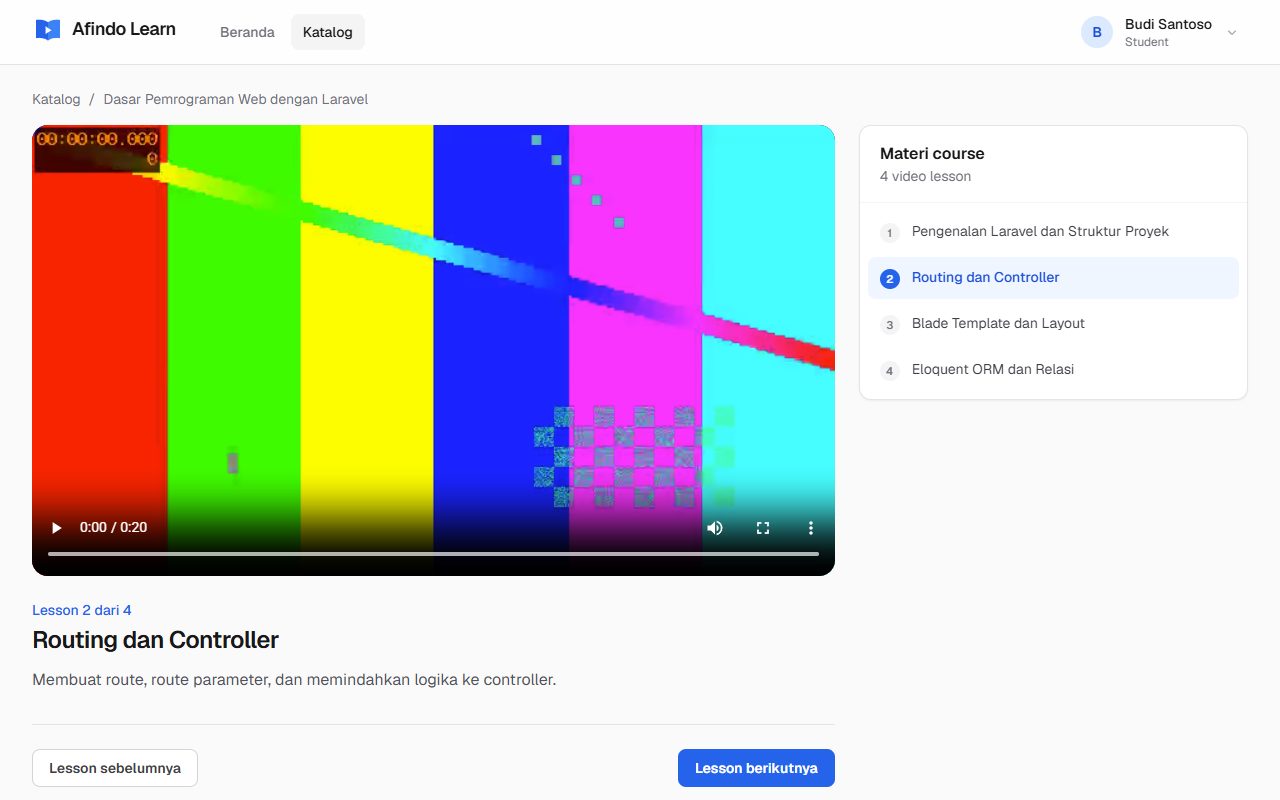 Afindo Learn
Beranda
Katalog
B
Budi Santoso
Student
Katalog / Dasar Pemrograman Web dengan Laravel
00:00:00.000
0
0:00 / 0:20
Lesson 2 dari 4
Routing dan Controller
Membuat route, route parameter, dan memindahkan logika ke controller.
Lesson sebelumnya
Lesson berikutnya
Materi course
4 video lesson
1 Pengenalan Laravel dan Struktur Proyek
2 Routing dan Controller
3 Blade Template dan Layout
4 Eloquent ORM dan Relasi